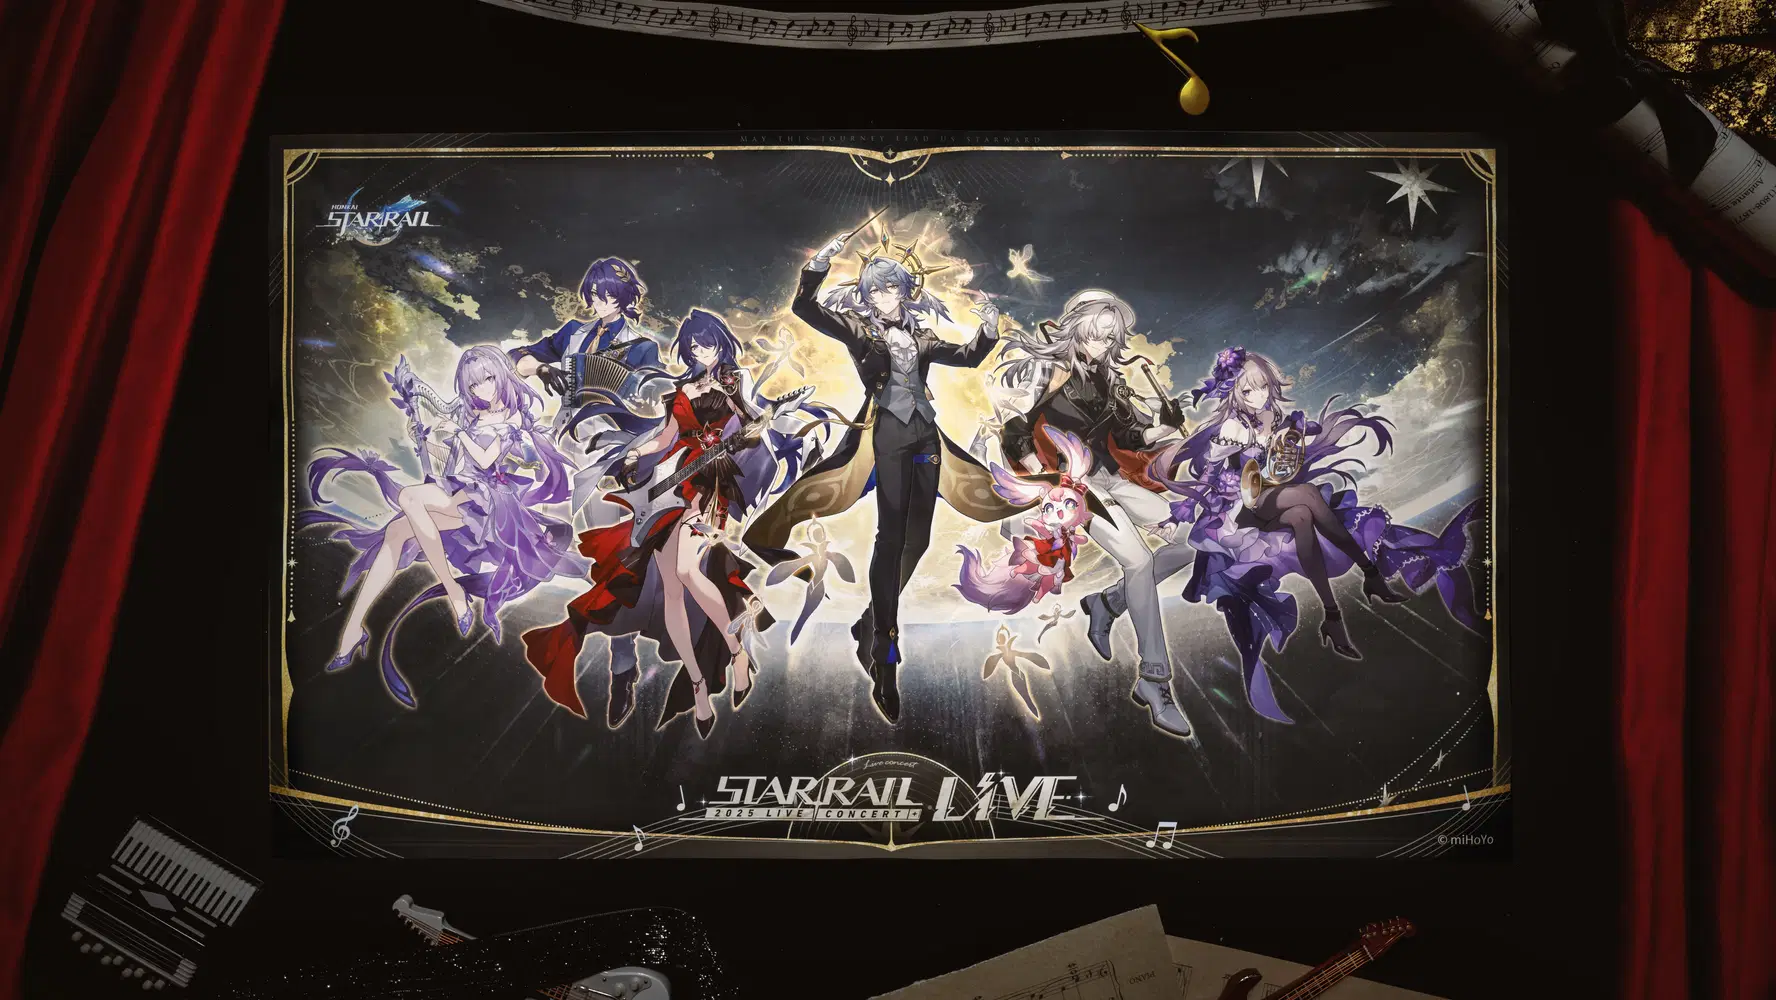 MAY THIS JOURNEY LEAD US STARWARD
HONKAI
STAR RAIL
Live concert
STAR RAIL LIVE
2025 LIVE CONCERT
© miHoYo
PIANO